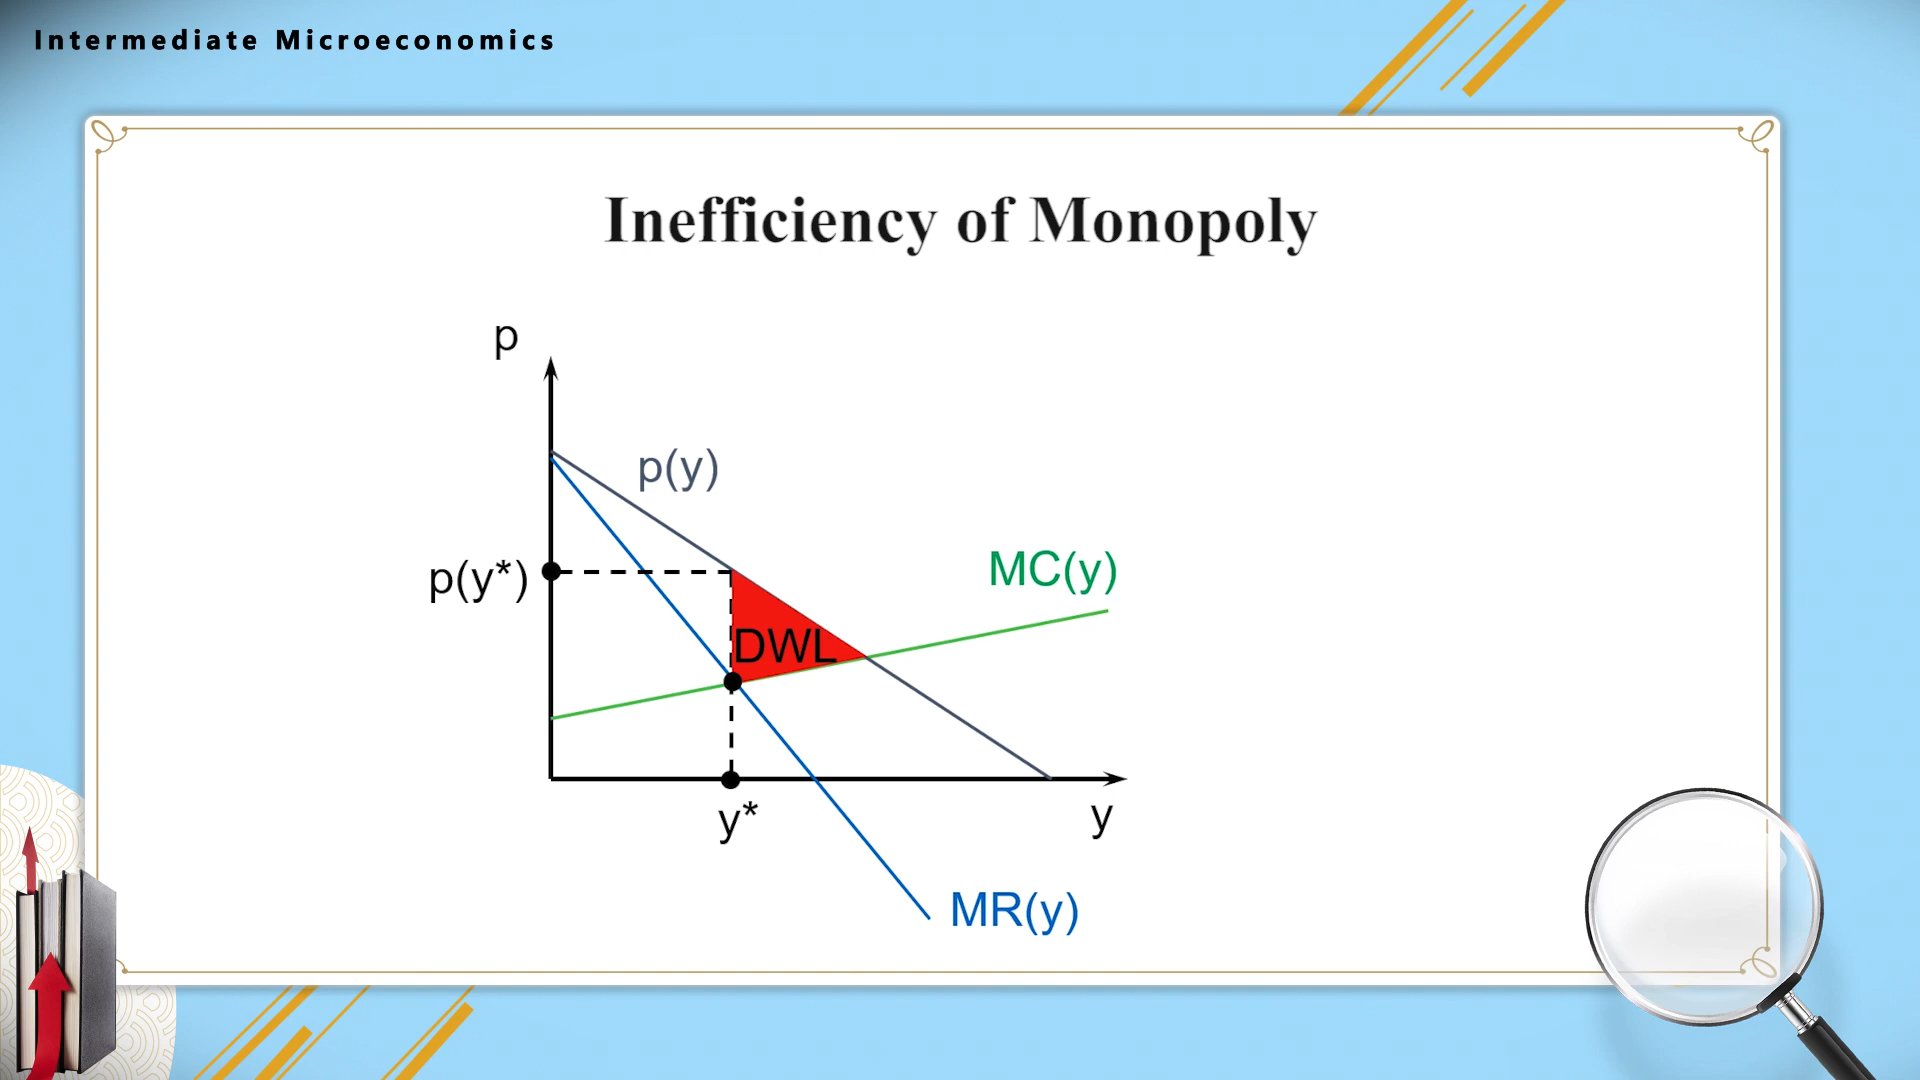 Intermediate Microeconomics
Inefficiency of Monopoly
p
p(y)
MC(y)
p(y*)
DWL
y*
y
MR(y)